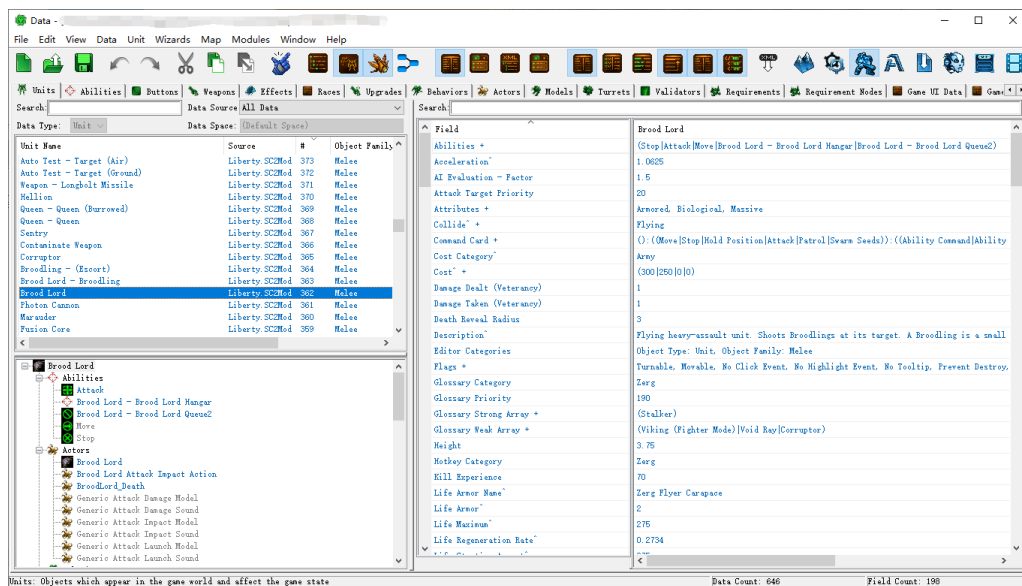 Data -
File Edit View Data Unit Wizards Map Modules Window Help
Units Abilities Buttons Weapons Effects Races Upgrades Behaviors Actors Models Turrets Validators Requirements Requirement Nodes Game UI Data Game
Search: Data Source All Data Search:
Data Type: Unit Data Space: (Default Space)
Unit Name Source # Object Family
Auto Test - Target (Air) Liberty.SC2Mod 373 Melee
Auto Test - Target (Ground) Liberty.SC2Mod 372 Melee
Weapon - Longbolt Missile Liberty.SC2Mod 371 Melee
Hellion Liberty.SC2Mod 370 Melee
Queen - Queen (Burrowed) Liberty.SC2Mod 369 Melee
Queen - Queen Liberty.SC2Mod 368 Melee
Sentry Liberty.SC2Mod 367 Melee
Contaminate Weapon Liberty.SC2Mod 366 Melee
Corruptor Liberty.SC2Mod 365 Melee
Broodling - (Escort) Liberty.SC2Mod 364 Melee
Brood Lord - Broodling Liberty.SC2Mod 363 Melee
Brood Lord Liberty.SC2Mod 362 Melee
Photon Cannon Liberty.SC2Mod 361 Melee
Marauder Liberty.SC2Mod 360 Melee
Fusion Core Liberty.SC2Mod 359 Melee
Brood Lord
Abilities
Attack
Brood Lord - Brood Lord Hangar
Brood Lord - Brood Lord Queue2
Move
Stop
Actors
Brood Lord
Brood Lord Attack Impact Action
BroodLord_Death
Generic Attack Damage Model
Generic Attack Damage Sound
Generic Attack Impact Model
Generic Attack Impact Sound
Generic Attack Launch Model
Generic Attack Launch Sound
Field Brood Lord
Abilities + (Stop|Attack|Move|Brood Lord - Brood Lord Hangar|Brood Lord - Brood Lord Queue2)
Acceleration^ 1.0625
AI Evaluation - Factor 1.5
Attack Target Priority 20
Attributes + Armored, Biological, Massive
Collide^ + Flying
Command Card + ():((Move|Stop|Hold Position|Attack|Patrol|Swarm Seeds)):((Ability Command|Ability
Cost Category^ Army
Cost^ + (300|250|0|0)
Damage Dealt (Veterancy) 1
Damage Taken (Veterancy) 1
Death Reveal Radius 3
Description^ Flying heavy-assault unit. Shoots Broodlings at its target. A Broodling is a small
Editor Categories Object Type: Unit, Object Family: Melee
Flags + Turnable, Movable, No Click Event, No Highlight Event, No Tooltip, Prevent Destroy,
Glossary Category Zerg
Glossary Priority 190
Glossary Strong Array + (Stalker)
Glossary Weak Array + (Viking (Fighter Mode)|Void Ray|Corruptor)
Height 3.75
Hotkey Category Zerg
Kill Experience 70
Life Armor Name^ Zerg Flyer Carapace
Life Armor^ 2
Life Maximum^ 275
Life Regeneration Rate^ 0.2734
Units: Objects which appear in the game world and affect the game state Data Count: 646 Field Count: 198